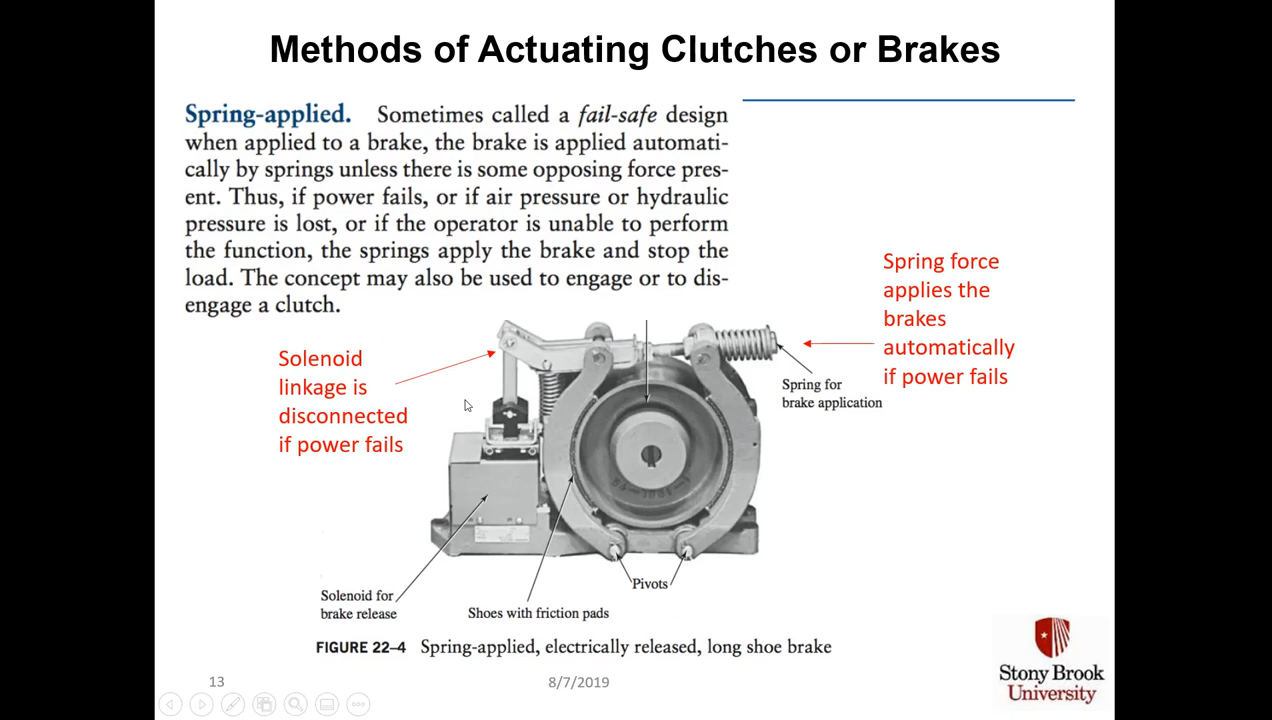 Methods of Actuating Clutches or Brakes
Spring-applied. Sometimes called a fail-safe design
when applied to a brake, the brake is applied automati-
cally by springs unless there is some opposing force pres-
ent. Thus, if power fails, or if air pressure or hydraulic
pressure is lost, or if the operator is unable to perform
the function, the springs apply the brake and stop the
load. The concept may also be used to engage or to dis-
engage a clutch.
Spring force
applies the
brakes
automatically
if power fails
Solenoid
linkage is
disconnected
if power fails
Spring for
brake application
Pivots
Solenoid for
brake release
Shoes with friction pads
FIGURE 22–4 Spring-applied, electrically released, long shoe brake
13
8/7/2019
Stony Brook
University